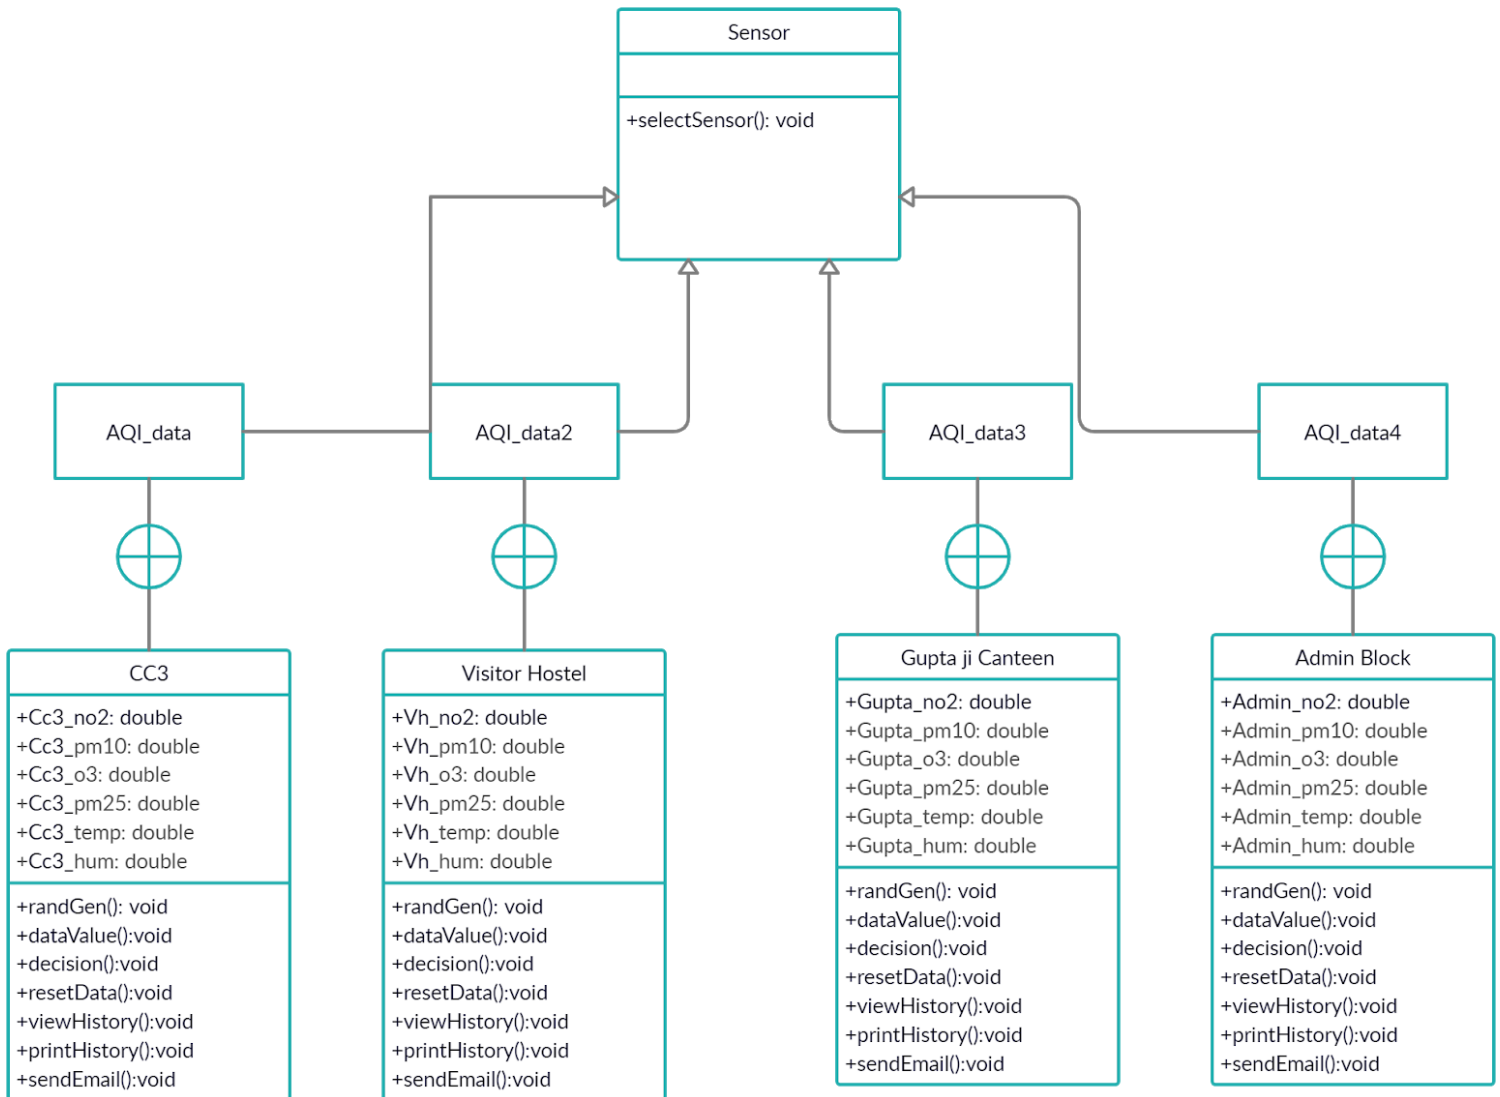 Sensor
+selectSensor(): void
AQI_data
AQI_data2
AQI_data3
AQI_data4
CC3
+Cc3_no2: double
+Cc3_pm10: double
+Cc3_o3: double
+Cc3_pm25: double
+Cc3_temp: double
+Cc3_hum: double
+randGen(): void
+dataValue():void
+decision():void
+resetData():void
+viewHistory():void
+printHistory():void
+sendEmail():void
Visitor Hostel
+Vh_no2: double
+Vh_pm10: double
+Vh_o3: double
+Vh_pm25: double
+Vh_temp: double
+Vh_hum: double
+randGen(): void
+dataValue():void
+decision():void
+resetData():void
+viewHistory():void
+printHistory():void
+sendEmail():void
Gupta ji Canteen
+Gupta_no2: double
+Gupta_pm10: double
+Gupta_o3: double
+Gupta_pm25: double
+Gupta_temp: double
+Gupta_hum: double
+randGen(): void
+dataValue():void
+decision():void
+resetData():void
+viewHistory():void
+printHistory():void
+sendEmail():void
Admin Block
+Admin_no2: double
+Admin_pm10: double
+Admin_o3: double
+Admin_pm25: double
+Admin_temp: double
+Admin_hum: double
+randGen(): void
+dataValue():void
+decision():void
+resetData():void
+viewHistory():void
+printHistory():void
+sendEmail():void